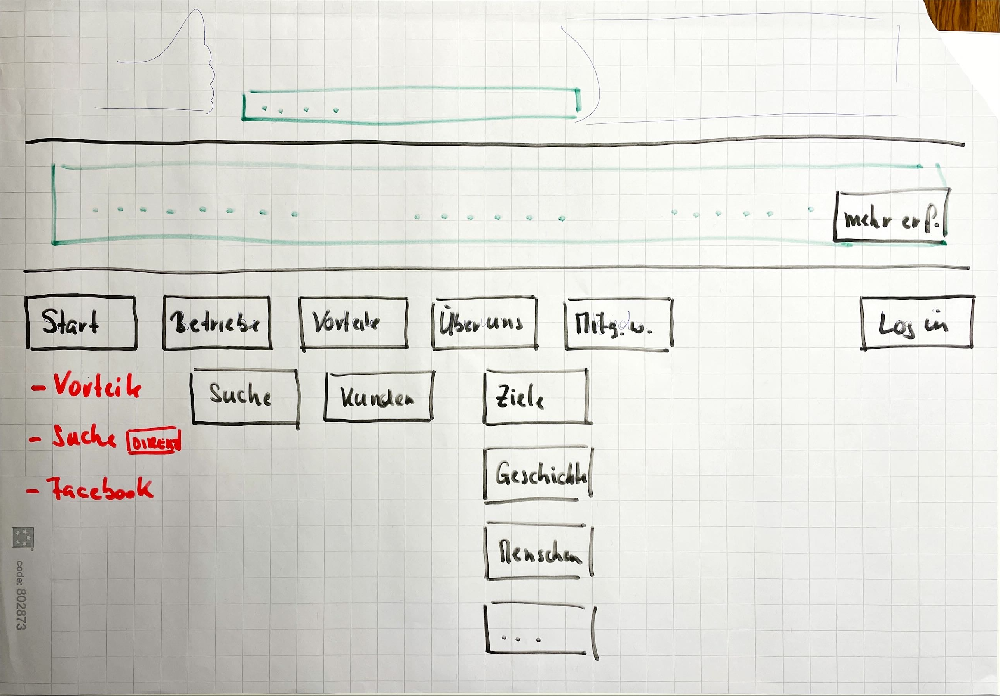 mehr erf.
Start
Betriebe
Vorteile
Über uns
Mitg. w.
Log in
- Vorteile
- Suche DIREKT
- Facebook
Suche
Kunden
Ziele
Geschichte
Menschen
...
code: 802873